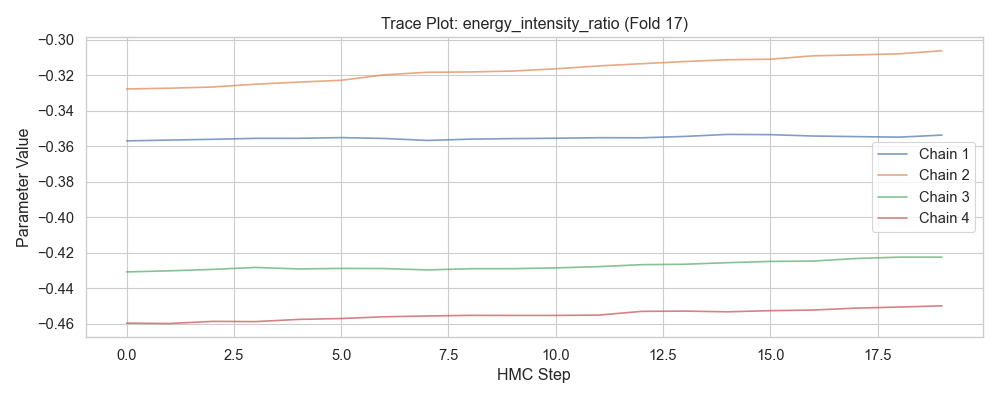 Trace Plot: energy_intensity_ratio (Fold 17)
Parameter Value
−0.30
−0.32
−0.34
−0.36
−0.38
−0.40
−0.42
−0.44
−0.46
Chain 1
Chain 2
Chain 3
Chain 4
0.0 2.5 5.0 7.5 10.0 12.5 15.0 17.5
HMC Step